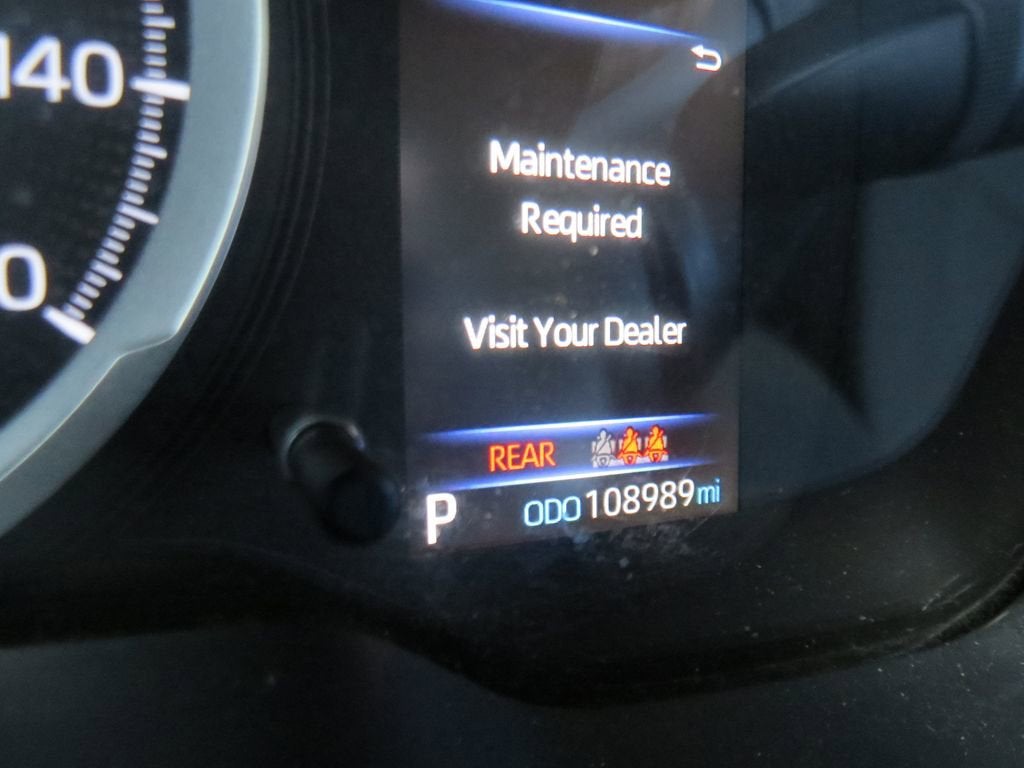 140
0
Maintenance
Required
Visit Your Dealer
REAR
P ODO 108989 mi